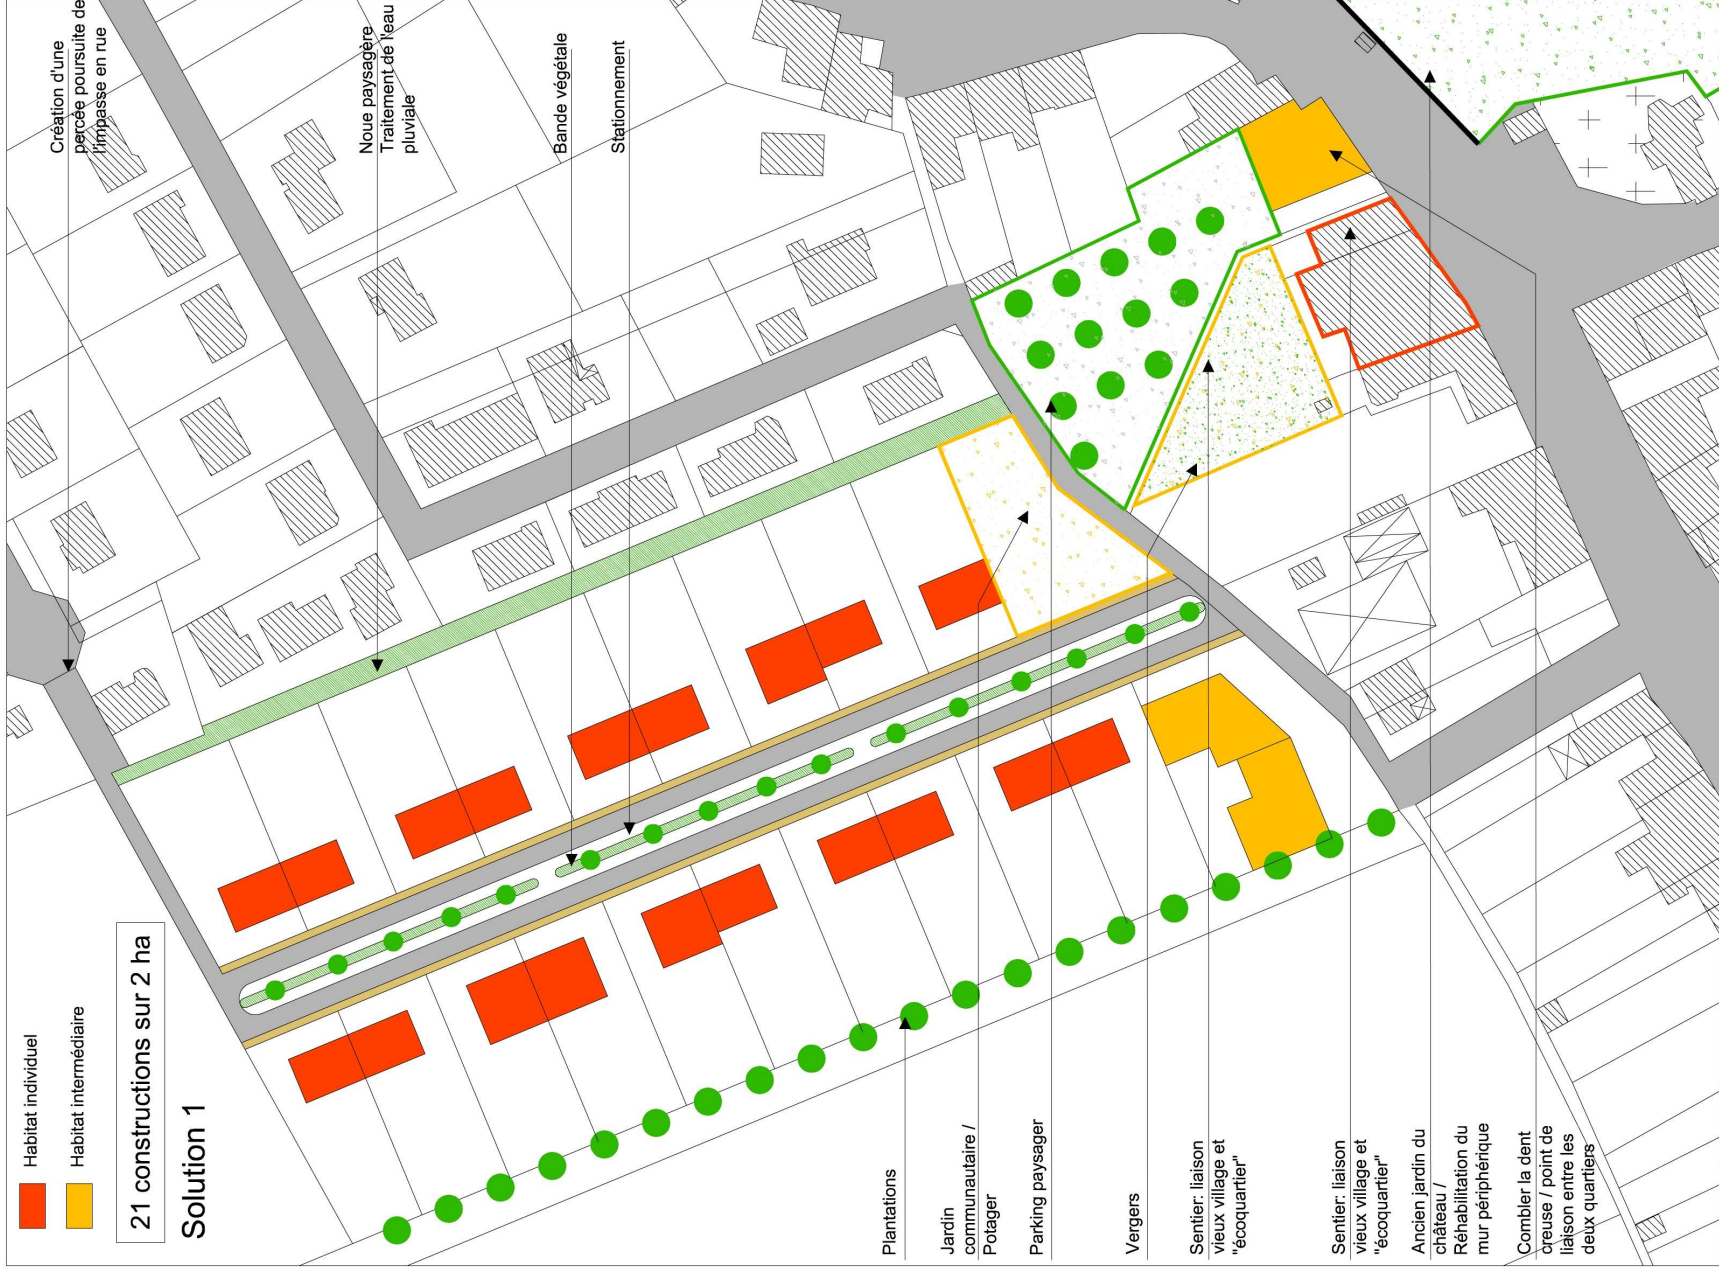 Création d'une
percée poursuite de
l'impasse en rue
Noue paysagère
Traitement de l'eau
pluviale
Bande végétale
Stationnement
Habitat individuel
Habitat intermédiaire
21 constructions sur 2 ha
Solution 1
Plantations
Jardin
communautaire /
Potager
Parking paysager
Vergers
Sentier: liaison
vieux village et
"écoquartier"
Sentier: liaison
vieux village et
"écoquartier"
Ancien jardin du
château /
Réhabilitation du
mur périphérique
Combler la dent
creuse / point de
liaison entre les
deux quartiers